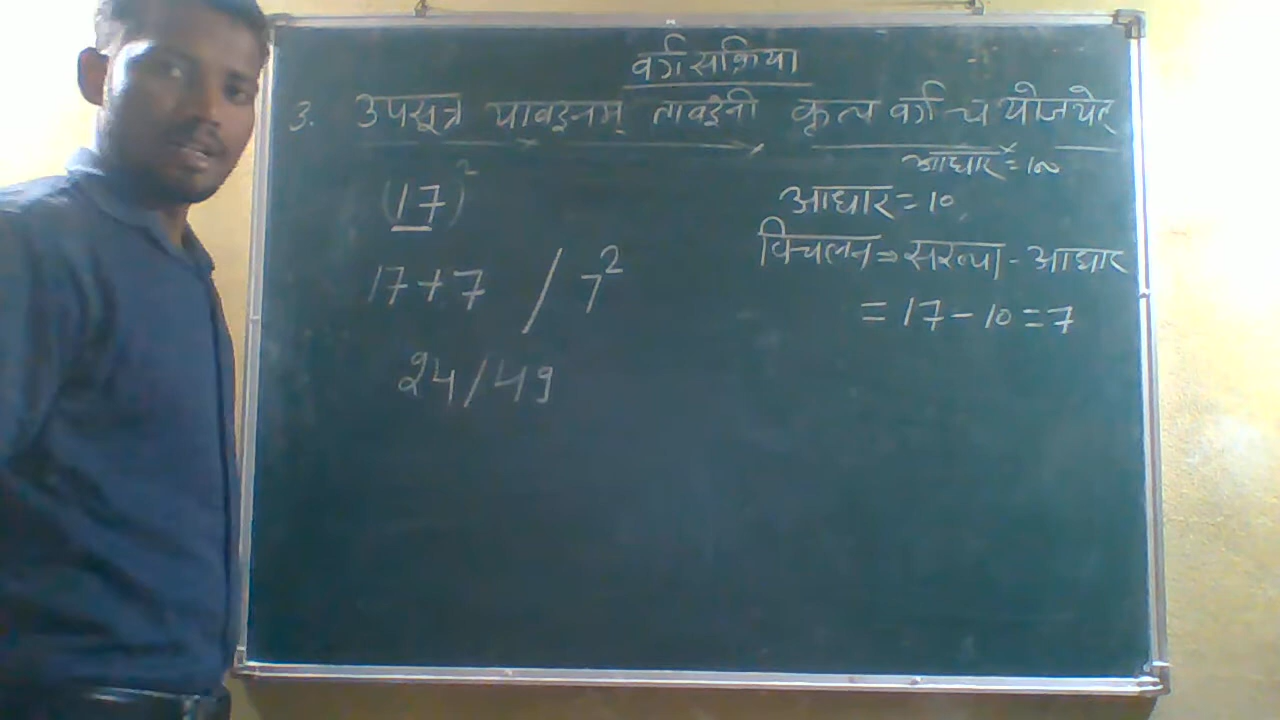 वर्ग सक्रिया
3. उपसूत्र यावदूनम् तावदूनी कृत्य वर्ग च योजयेत्
आधार = 100
(17)² आधार = 10
विचलन = संख्या - आधार
17+7 / 7²
= 17 - 10 = 7
24/49